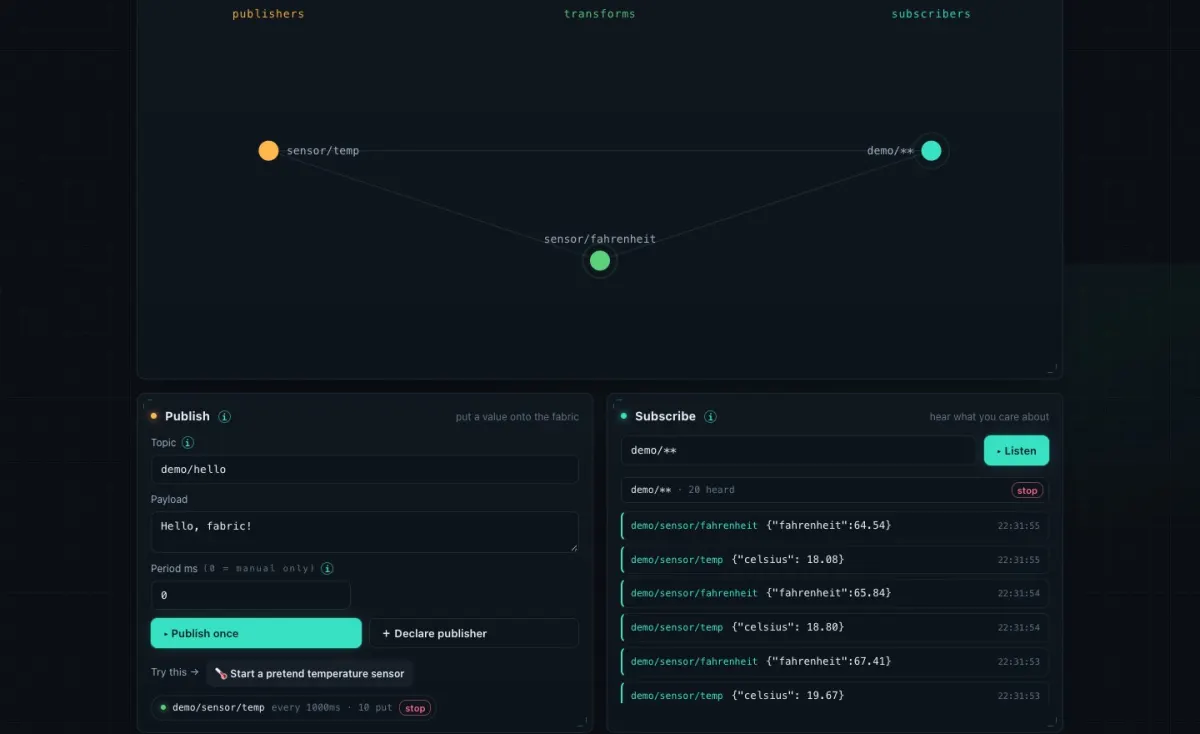 publishers transforms subscribers
sensor/temp demo/**
sensor/fahrenheit
Publish i put a value onto the fabric
Topic i
demo/hello
Payload
Hello, fabric!
Period ms (0 = manual only) i
0
▸ Publish once + Declare publisher
Try this → Start a pretend temperature sensor
demo/sensor/temp every 1000ms · 10 put stop
Subscribe i hear what you care about
demo/** ▸ Listen
demo/** · 20 heard stop
demo/sensor/fahrenheit {"fahrenheit":64.54} 22:31:55
demo/sensor/temp {"celsius": 18.08} 22:31:55
demo/sensor/fahrenheit {"fahrenheit":65.84} 22:31:54
demo/sensor/temp {"celsius": 18.80} 22:31:54
demo/sensor/fahrenheit {"fahrenheit":67.41} 22:31:53
demo/sensor/temp {"celsius": 19.67} 22:31:53